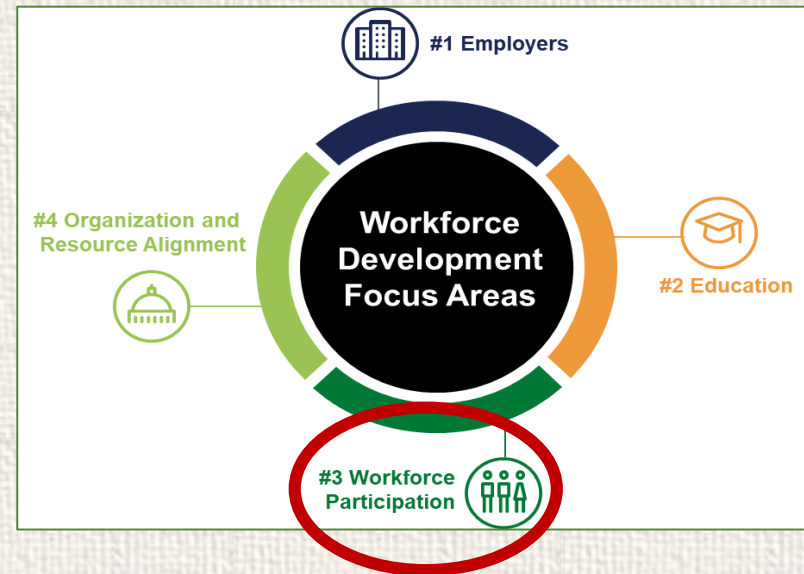 #1 Employers
#4 Organization and
Resource Alignment
Workforce
Development
Focus Areas
#2 Education
#3 Workforce
Participation